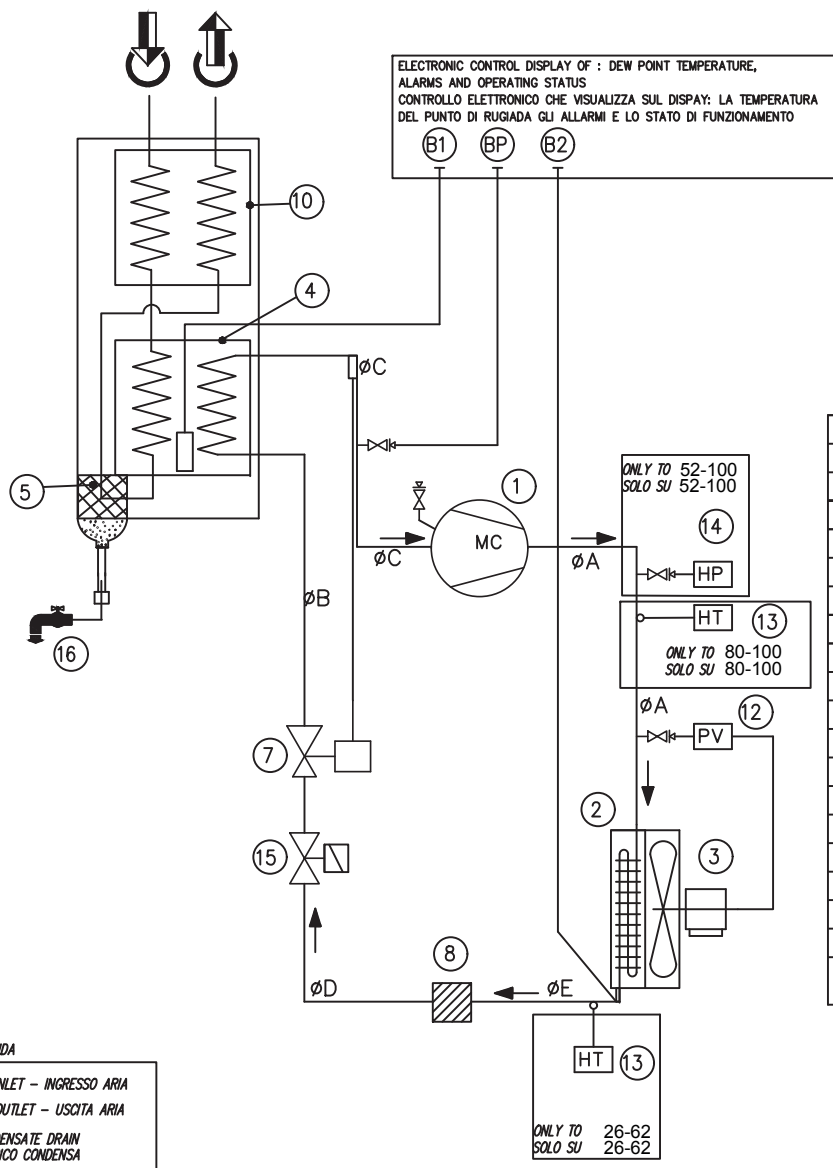 ELECTRONIC CONTROL DISPLAY OF : DEW POINT TEMPERATURE,
ALARMS AND OPERATING STATUS
CONTROLLO ELETTRONICO CHE VISUALIZZA SUL DISPAY: LA TEMPERATURA
DEL PUNTO DI RUGIADA GLI ALLARMI E LO STATO DI FUNZIONAMENTO
B1 BP B2
10
4
ØC
5
1
MC
ONLY TO 52-100
SOLO SU 52-100
14
HP
ØC
ØA
ØB
HT 13
ONLY TO 80-100
SOLO SU 80-100
16
ØA
12
PV
7
2
15
3
8
ØD
ØE
HT 13
ONLY TO 26-62
SOLO SU 26-62
NDA
NLET – INGRESSO ARIA
OUTLET – USCITA ARIA
DENSATE DRAIN
RICO CONDENSA